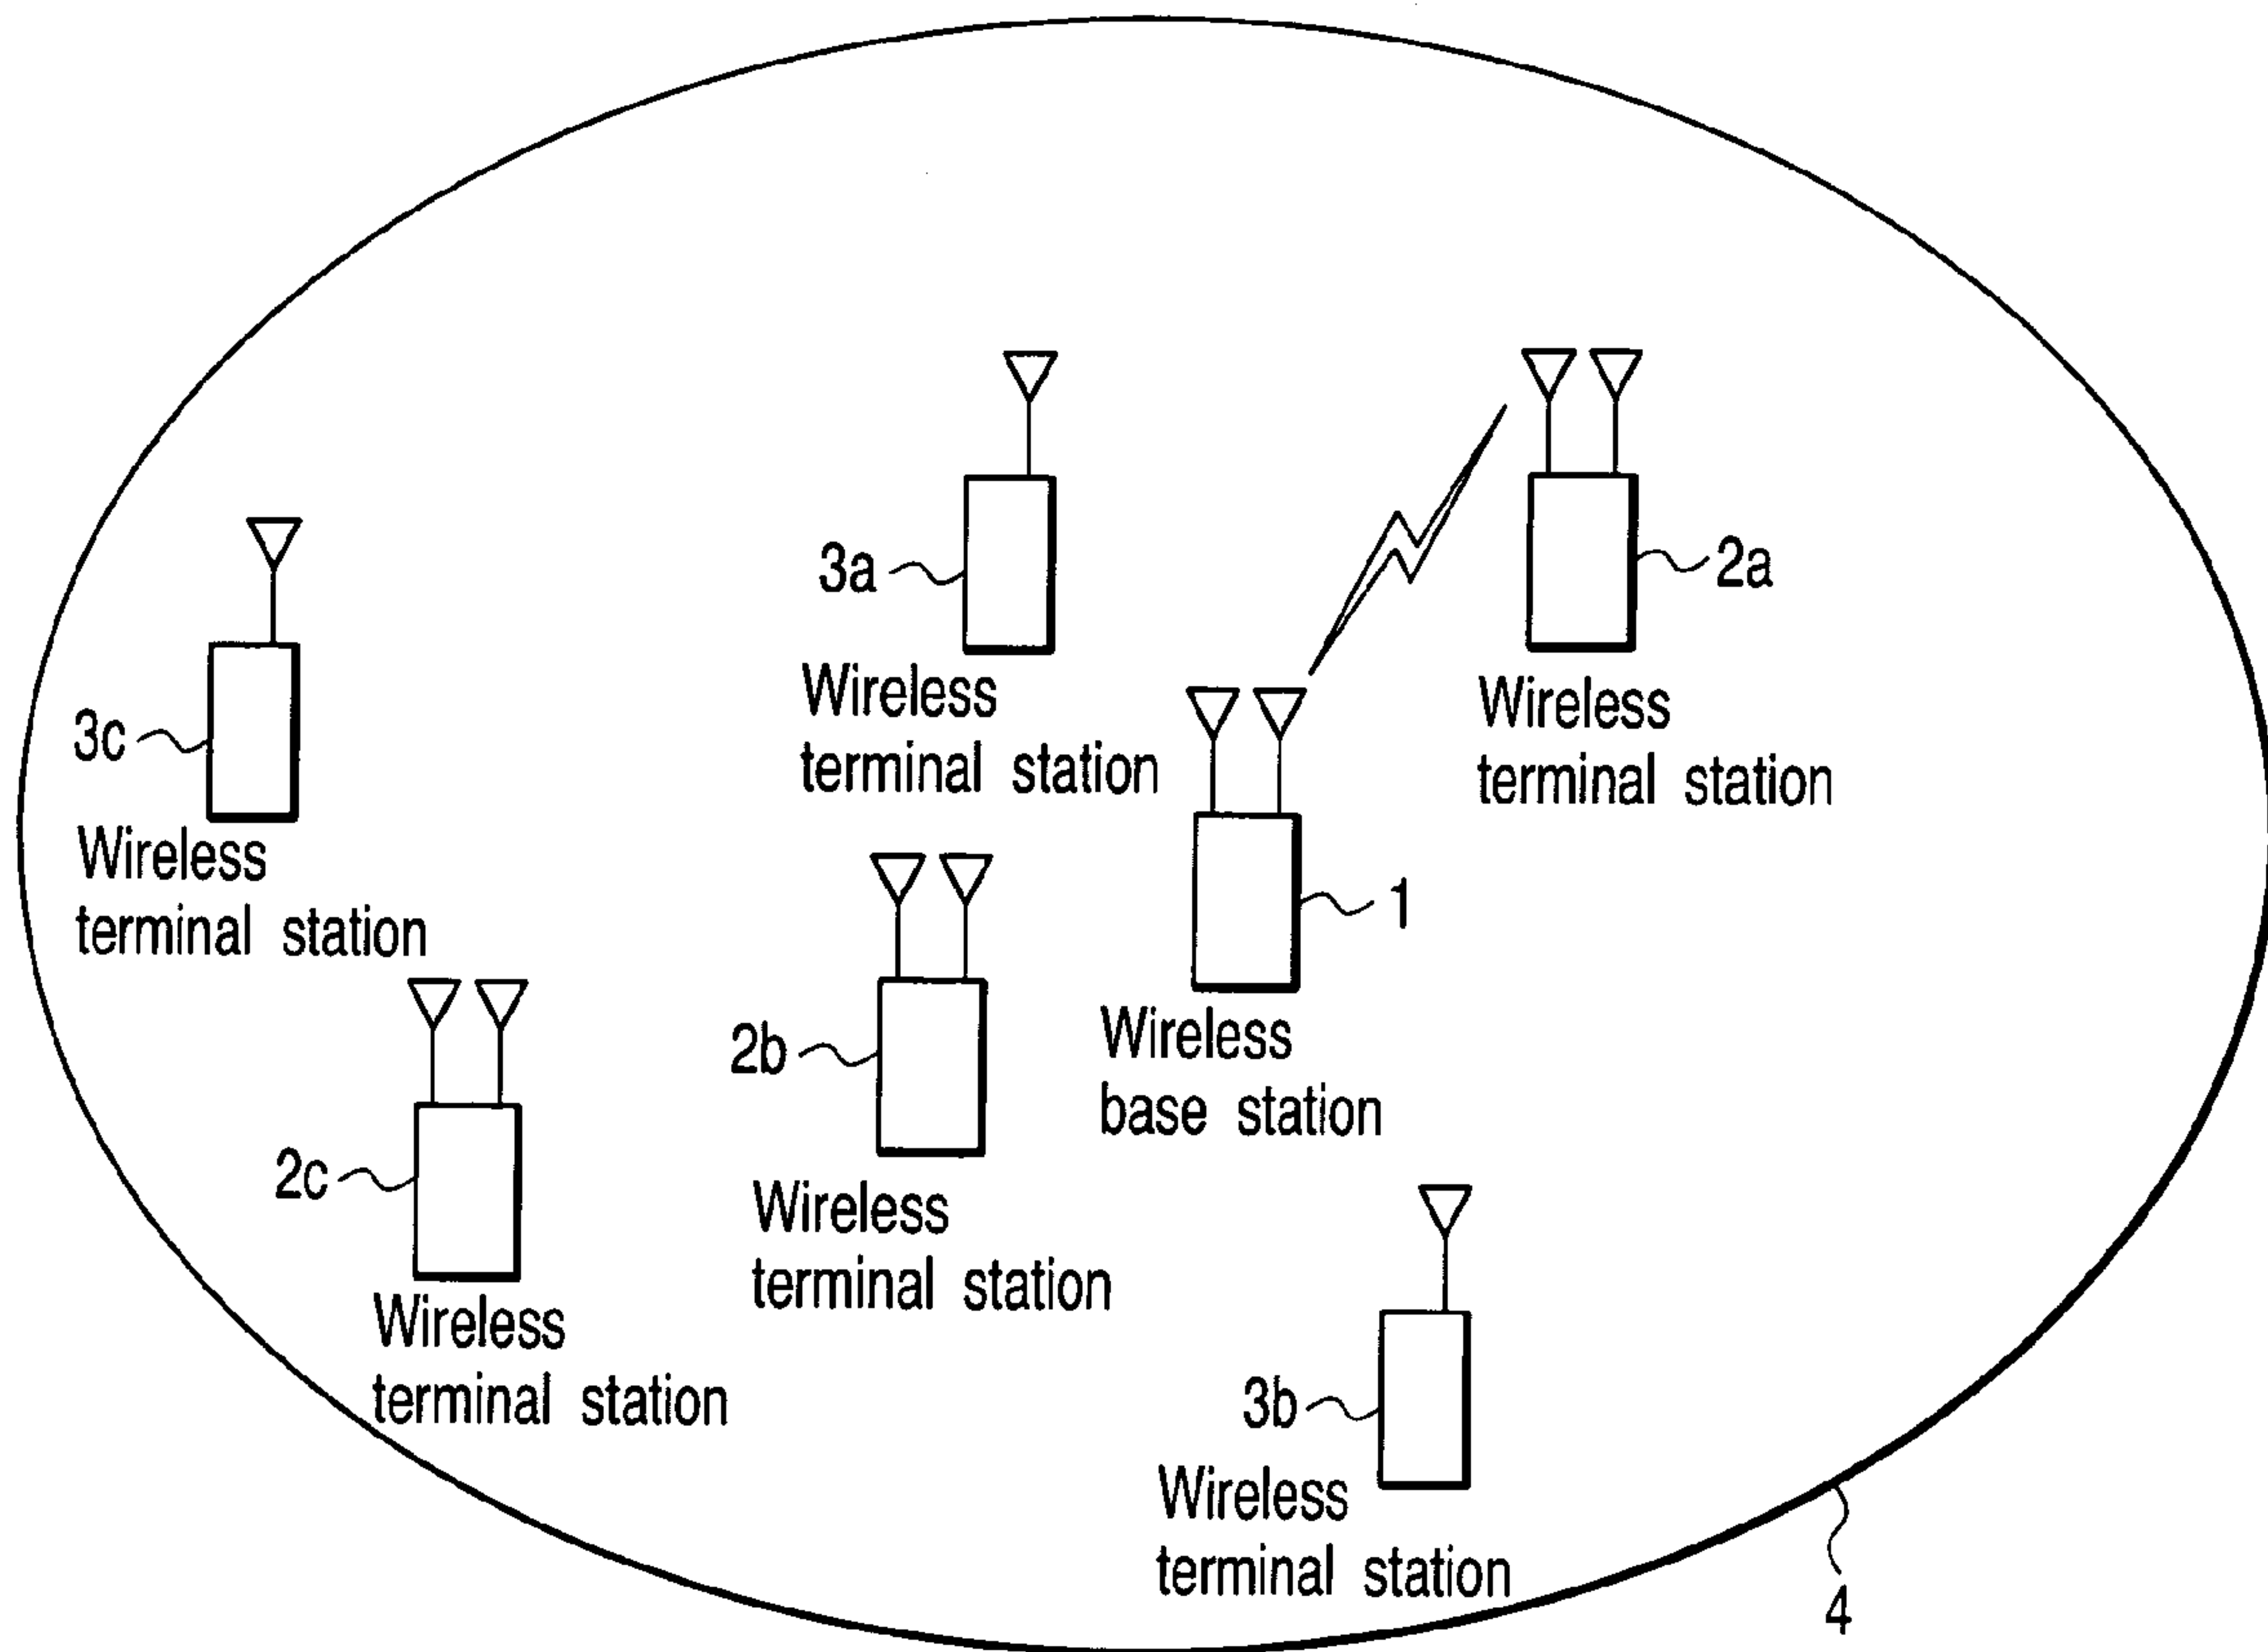 3a
Wireless
terminal station
2a
Wireless
terminal station
3c
Wireless
terminal station
1
Wireless
base station
2b
Wireless
terminal station
2c
Wireless
terminal station
3b
Wireless
terminal station
4